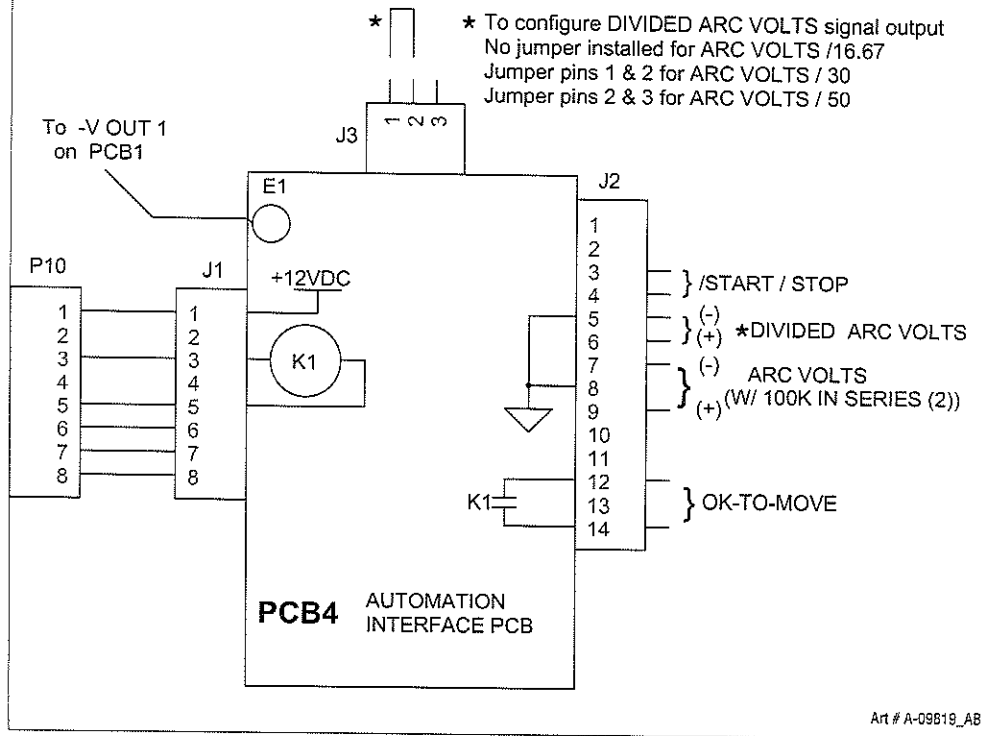 * * To configure DIVIDED ARC VOLTS signal output
No jumper installed for ARC VOLTS /16.67
Jumper pins 1 & 2 for ARC VOLTS / 30
Jumper pins 2 & 3 for ARC VOLTS / 50
To -V OUT 1
on PCB1
J3
1 2 3
E1
J2
P10
J1
+12VDC
K1
1
2
3
4
5
6
7
8
1
2
3
4
5
6
7
8
1
2
3
4
5
6
7
8
9
10
11
12
13
14
} /START / STOP
(-)
(+)
} *DIVIDED ARC VOLTS
(-)
(+)
} ARC VOLTS
(W/ 100K IN SERIES (2))
K1
} OK-TO-MOVE
PCB4
AUTOMATION
INTERFACE PCB
Art # A-09819_AB